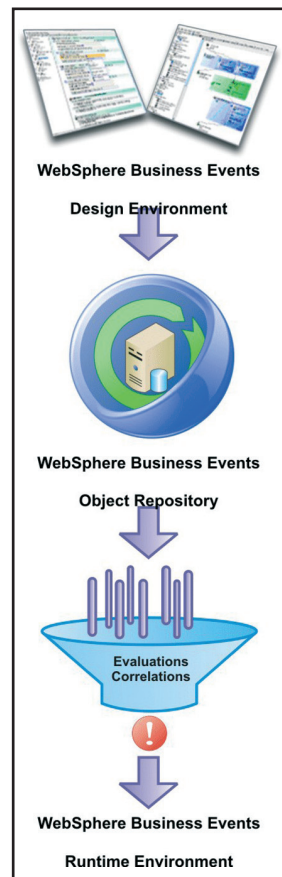 WebSphere Business Events
Design Environment
WebSphere Business Events
Object Repository
Evaluations
Correlations
!
WebSphere Business Events
Runtime Environment